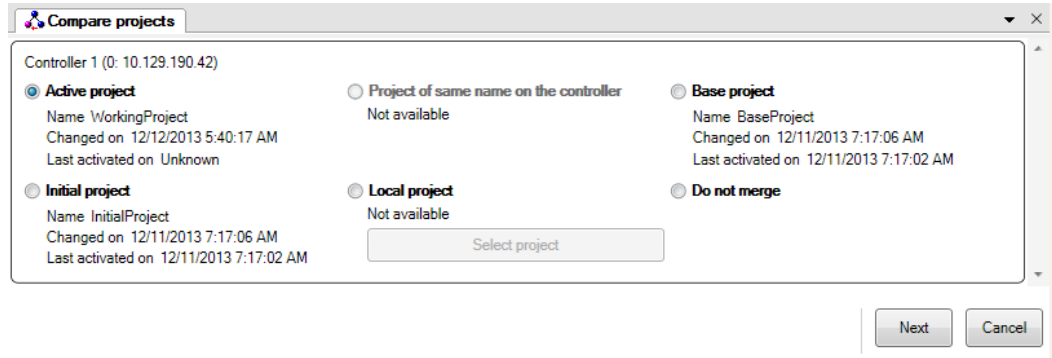 Compare projects
Controller 1 (0: 10.129.190.42)
Active project
Name WorkingProject
Changed on 12/12/2013 5:40:17 AM
Last activated on Unknown
Project of same name on the controller
Not available
Base project
Name BaseProject
Changed on 12/11/2013 7:17:06 AM
Last activated on 12/11/2013 7:17:02 AM
Initial project
Name InitialProject
Changed on 12/11/2013 7:17:06 AM
Last activated on 12/11/2013 7:17:02 AM
Local project
Not available
Select project
Do not merge
Next
Cancel